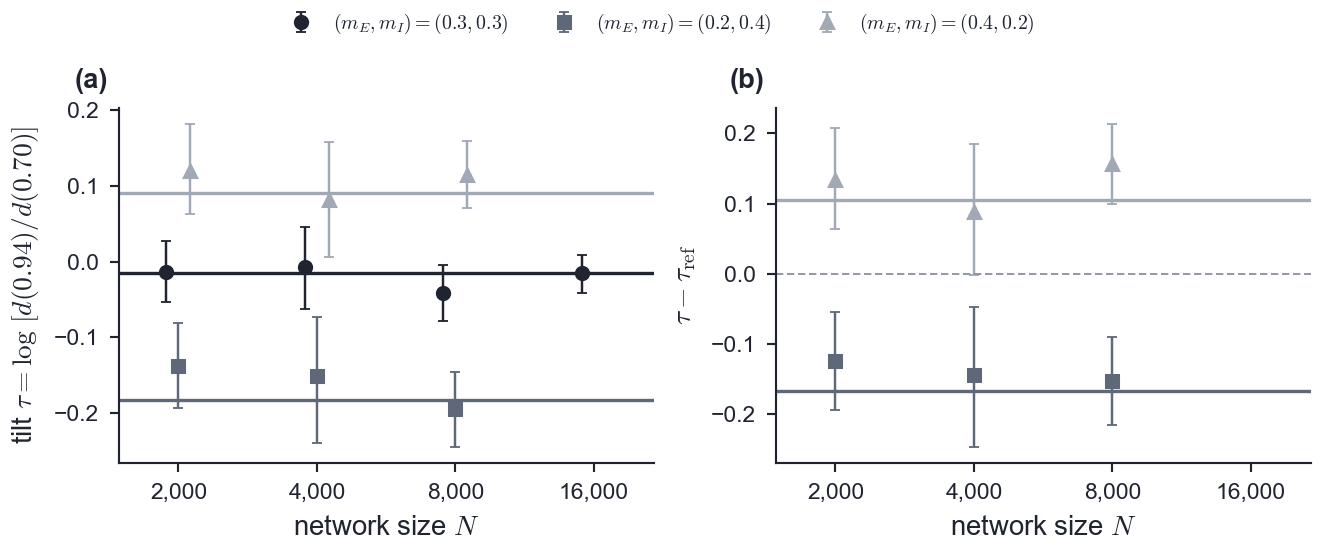 (m_E, m_I) = (0.3, 0.3) (m_E, m_I) = (0.2, 0.4) (m_E, m_I) = (0.4, 0.2)
(a)
tilt τ = log [d(0.94)/d(0.70)]
0.2
0.1
0.0
−0.1
−0.2
2,000 4,000 8,000 16,000
network size N
(b)
τ − τ_ref
0.2
0.1
0.0
−0.1
−0.2
2,000 4,000 8,000 16,000
network size N